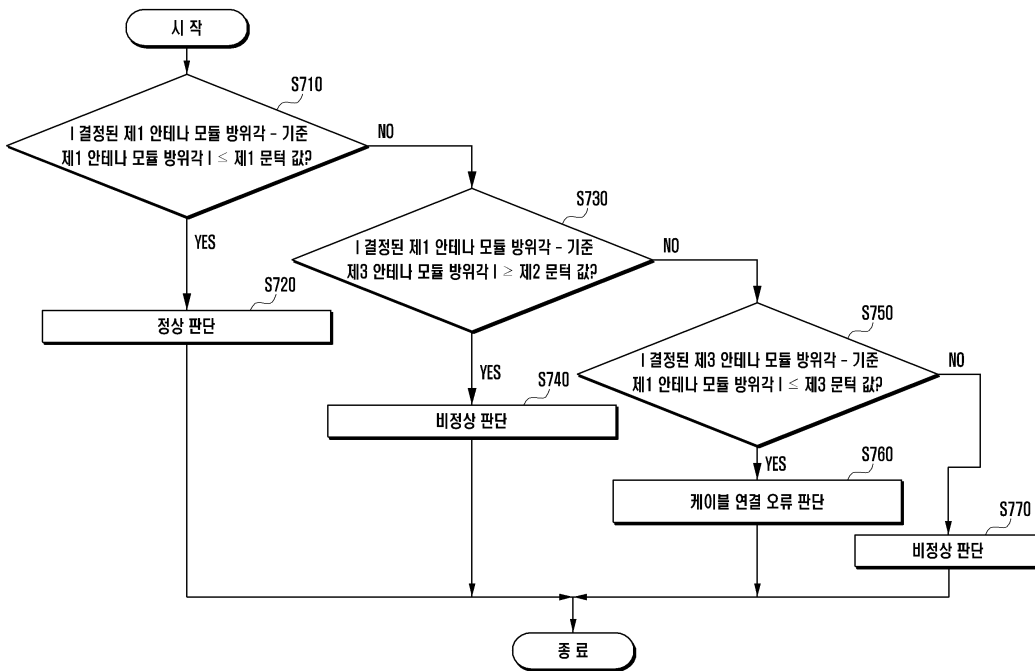 시 작
S710
| 결정된 제1 안테나 모듈 방위각 - 기준
제1 안테나 모듈 방위각 | ≤ 제1 문턱 값?
NO
YES
S720
정상 판단
S730
| 결정된 제1 안테나 모듈 방위각 - 기준
제3 안테나 모듈 방위각 | ≥ 제2 문턱 값?
NO
YES
S740
비정상 판단
S750
| 결정된 제3 안테나 모듈 방위각 - 기준
제1 안테나 모듈 방위각 | ≤ 제3 문턱 값?
NO
YES
S760
케이블 연결 오류 판단
S770
비정상 판단
종 료